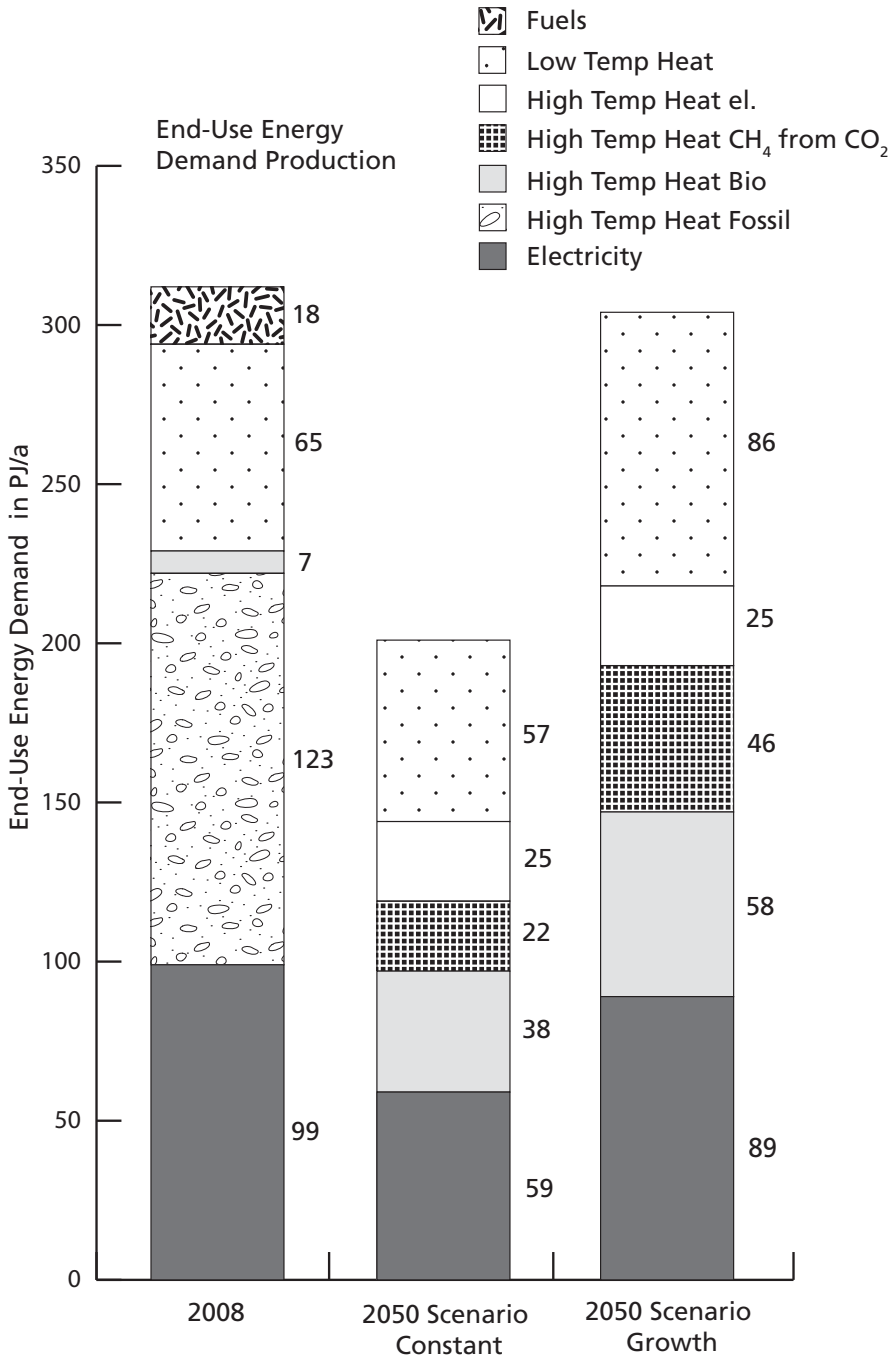 Fuels
Low Temp Heat
High Temp Heat el.
High Temp Heat CH₄ from CO₂
High Temp Heat Bio
High Temp Heat Fossil
Electricity
End-Use Energy
Demand Production
End-Use Energy Demand in PJ/a
350
300
250
200
150
100
50
0
18
65
7
123
99
57
25
22
38
59
86
25
46
58
89
2008
2050 Scenario
Constant
2050 Scenario
Growth